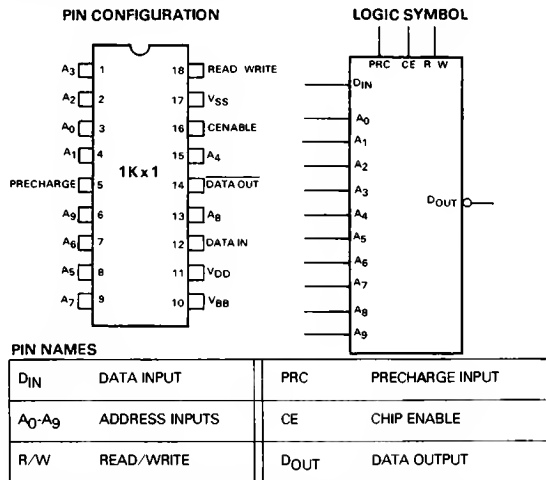 PIN CONFIGURATION
A3 1
A2 2
A0 3
A1 4
PRECHARGE 5
A9 6
A6 7
A5 8
A7 9
1K x 1
18 READ WRITE
17 VSS
16 CENABLE
15 A4
14 DATA OUT
13 A8
12 DATA IN
11 VDD
10 VBB
LOGIC SYMBOL
PRC CE R W
DIN
A0
A1
A2
A3
A4
A5
A6
A7
A8
A9
DOUT
PIN NAMES
DIN DATA INPUT PRC PRECHARGE INPUT
A0-A9 ADDRESS INPUTS CE CHIP ENABLE
R/W READ/WRITE DOUT DATA OUTPUT